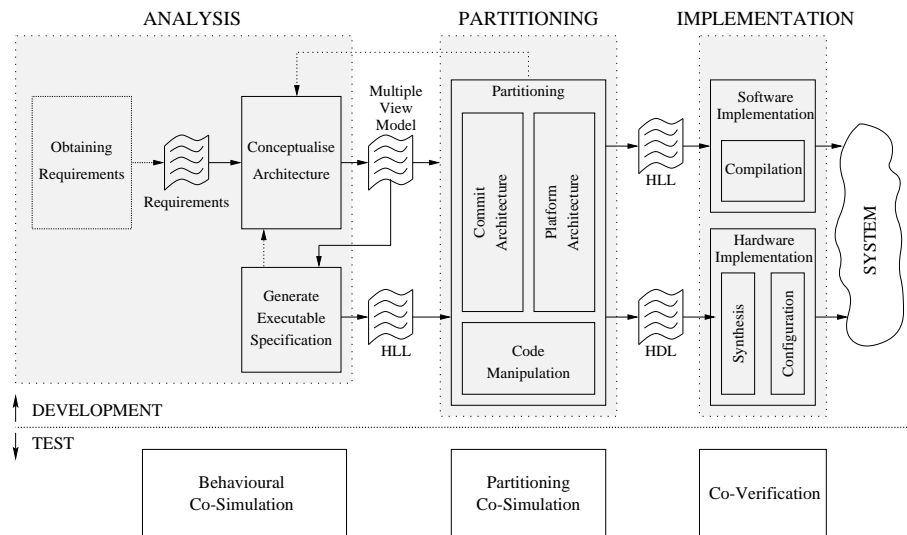 ANALYSIS
PARTITIONING
IMPLEMENTATION
Obtaining
Requirements
Requirements
Conceptualise
Architecture
Multiple
View
Model
Generate
Executable
Specification
HLL
Partitioning
Commit
Architecture
Platform
Architecture
Code
Manipulation
HLL
HDL
Software
Implementation
Compilation
Hardware
Implementation
Synthesis
Configuration
SYSTEM
DEVELOPMENT
TEST
Behavioural
Co-Simulation
Partitioning
Co-Simulation
Co-Verification